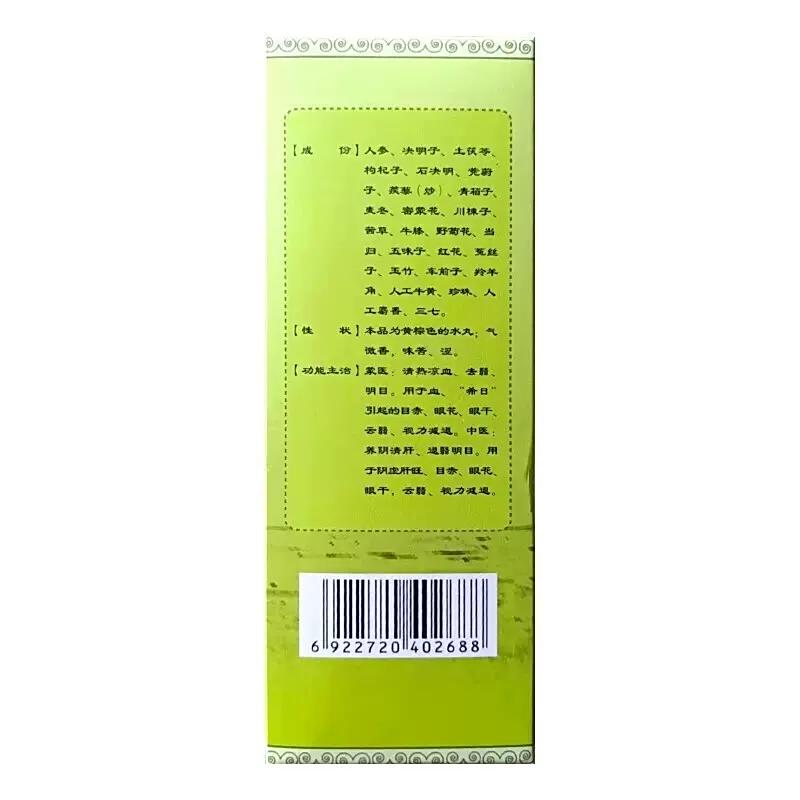 【成　份】人参、决明子、土茯苓、
枸杞子、石决明、茺蔚
子、蒺藜（炒）、青葙子、
麦冬、密蒙花、川楝子、
茜草、牛膝、野菊花、当
归、五味子、红花、菟丝
子、玉竹、车前子、羚羊
角、人工牛黄、珍珠、人
工麝香、三七。
【性　状】本品为黄棕色的水丸；气
微香，味苦、涩。
【功能主治】蒙医：清热凉血、去翳、
明目。用于血、“希日”
引起的目赤、眼花、眼干、
云翳、视力减退。中医：
养阴清肝、退翳明目。用
于阴虚肝旺、目赤、眼花、
眼干，云翳、视力减退。
6 922720 402688